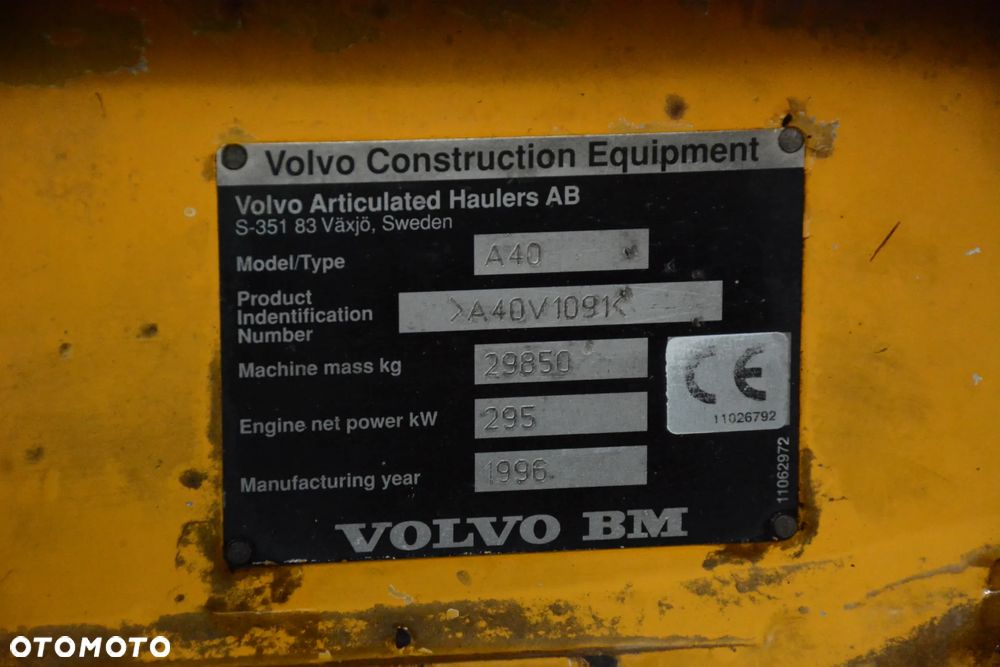 Volvo Construction Equipment
Volvo Articulated Haulers AB
S-351 83 Växjö, Sweden
Model/Type A40
Product
Indentification
Number >A40V1091<
Machine mass kg 29850
CE
11026792
Engine net power kW 295
Manufacturing year 1996
11062972
VOLVO BM
OTOMOTO